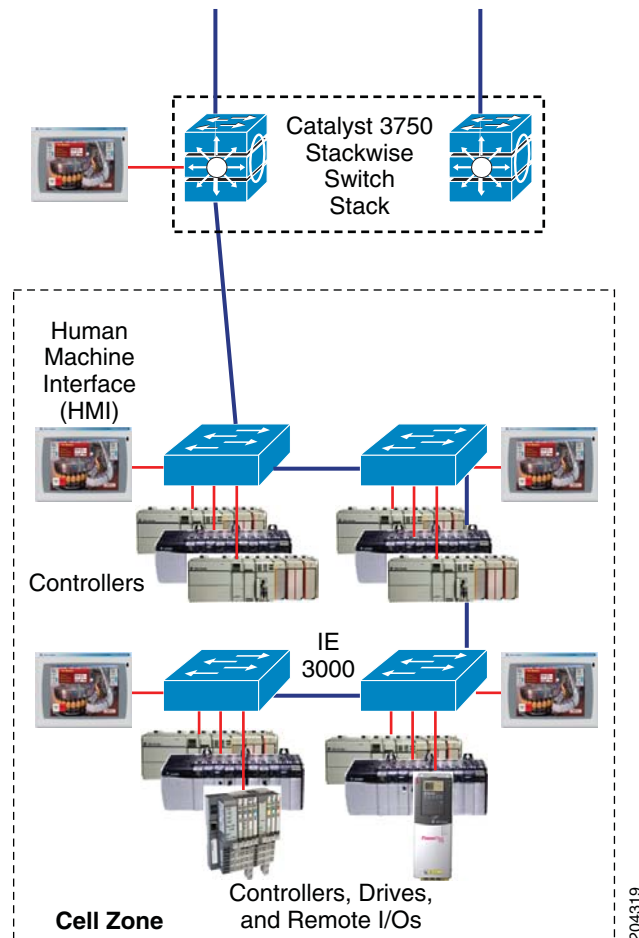 Catalyst 3750
Stackwise
Switch
Stack
Human
Machine
Interface
(HMI)
Controllers
IE
3000
Controllers, Drives,
and Remote I/Os
Cell Zone
204319